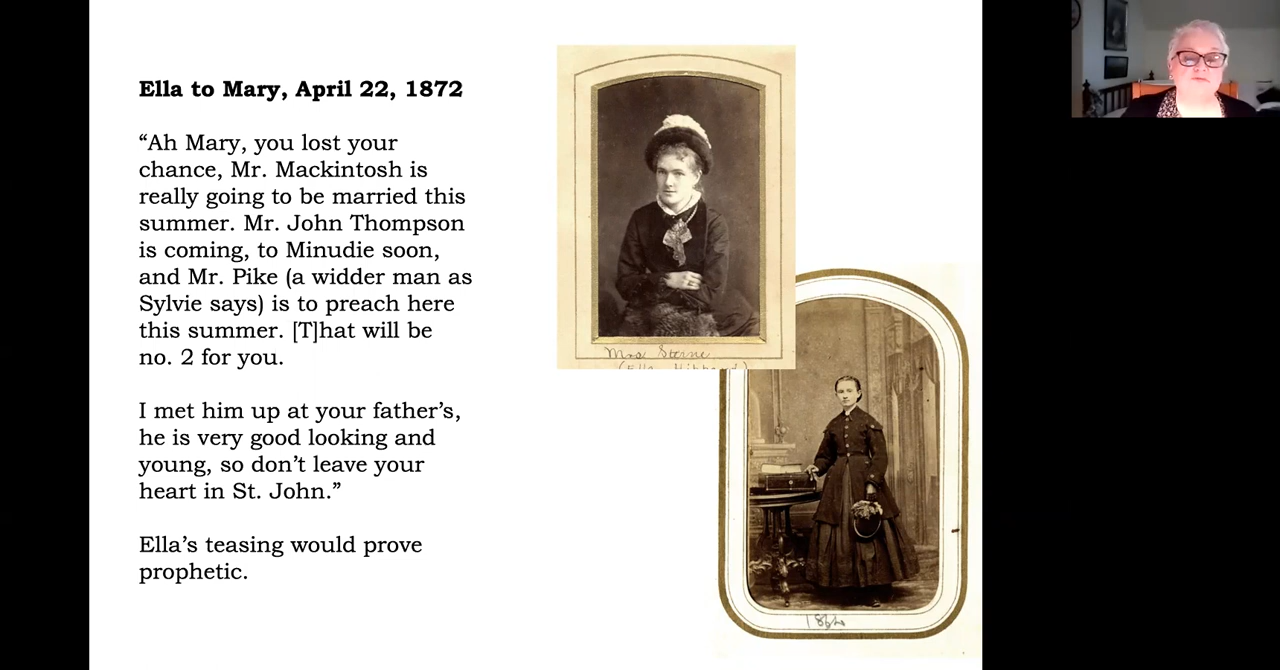 Ella to Mary, April 22, 1872
“Ah Mary, you lost your
chance, Mr. Mackintosh is
really going to be married this
summer. Mr. John Thompson
is coming, to Minudie soon,
and Mr. Pike (a widder man as
Sylvie says) is to preach here
this summer. [T]hat will be
no. 2 for you.
I met him up at your father’s,
he is very good looking and
young, so don’t leave your
heart in St. John.”
Ella’s teasing would prove
prophetic.
Mrs Sterne
(Ella Hibbard)